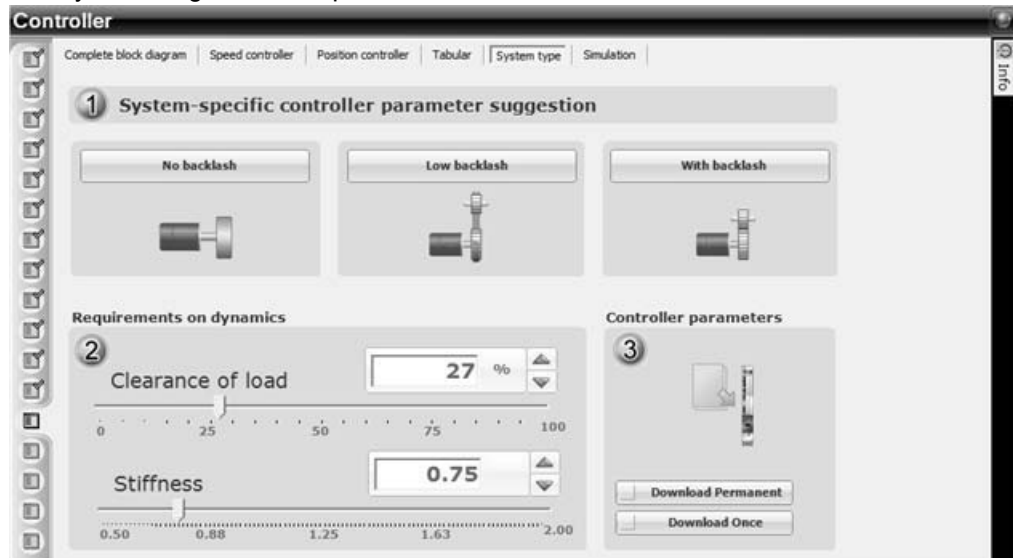 Controller
Info
Complete block diagram Speed controller Position controller Tabular System type Simulation
1 System-specific controller parameter suggestion
No backlash Low backlash With backlash
Requirements on dynamics Controller parameters
2 3
Clearance of load 27 %
0 25 50 75 100
Stiffness 0.75
0.50 0.88 1.25 1.63 2.00
Download Permanent
Download Once